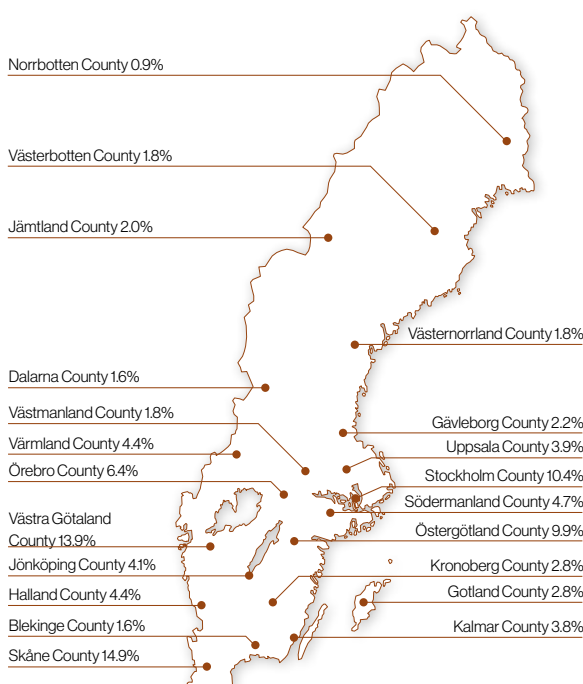 Norrbotten County 0.9%
Västerbotten County 1.8%
Jämtland County 2.0%
Västernorrland County 1.8%
Dalarna County 1.6%
Västmanland County 1.8%
Gävleborg County 2.2%
Värmland County 4.4%
Uppsala County 3.9%
Örebro County 6.4%
Stockholm County 10.4%
Södermanland County 4.7%
Västra Götaland
County 13.9%
Östergötland County 9.9%
Jönköping County 4.1%
Kronoberg County 2.8%
Halland County 4.4%
Gotland County 2.8%
Blekinge County 1.6%
Kalmar County 3.8%
Skåne County 14.9%